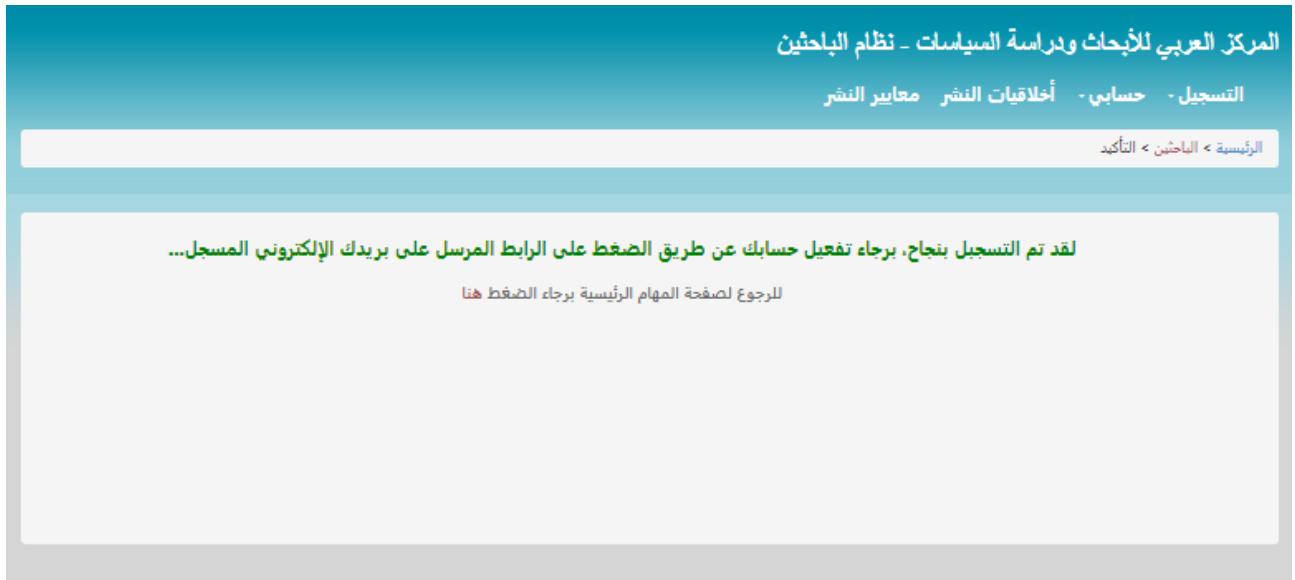 المركز العربي للأبحاث ودراسة السياسات - نظام الباحثين
التسجيل - حسابي - أخلاقيات النشر معايير النشر
الرئيسية > الباحثين > التأكيد
لقد تم التسجبل بنجاح. برجاء تفعيل حسابك عن طريق الضغط على الرابط المرسل على بريدك الإلكتروني المسجل...
للرجوع لصفحة المهام الرئيسية برجاء الضغط هنا